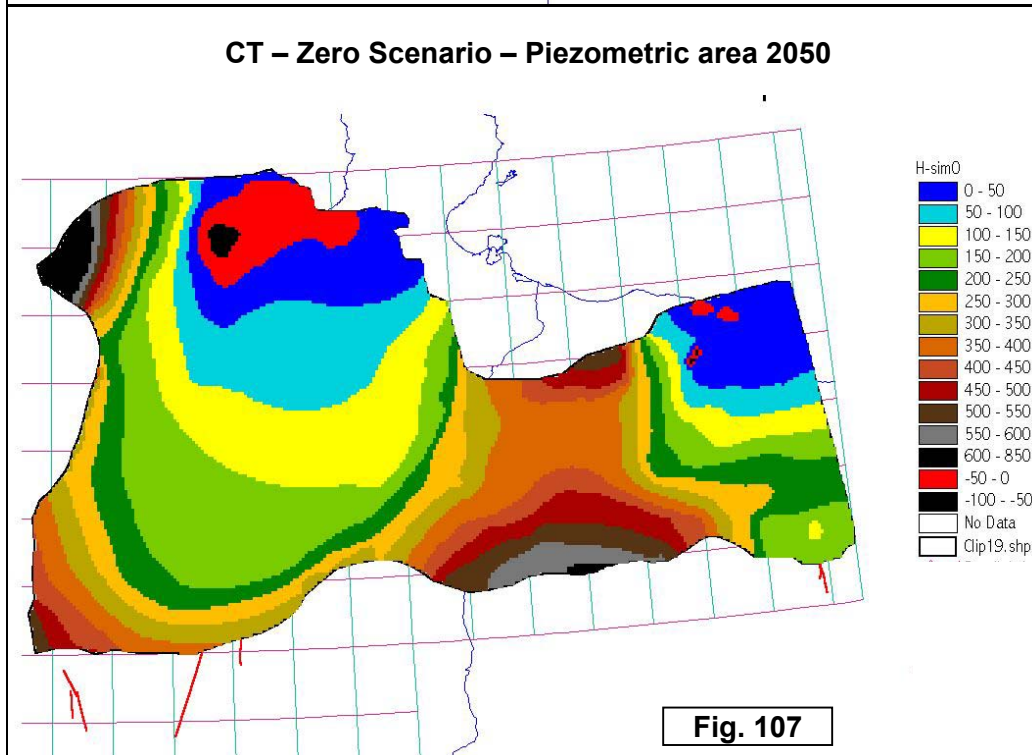 CT – Zero Scenario – Piezometric area 2050
H-sim0
0 - 50
50 - 100
100 - 150
150 - 200
200 - 250
250 - 300
300 - 350
350 - 400
400 - 450
450 - 500
500 - 550
550 - 600
600 - 850
-50 - 0
-100 - -50
No Data
Clip19.shp
Fig. 107